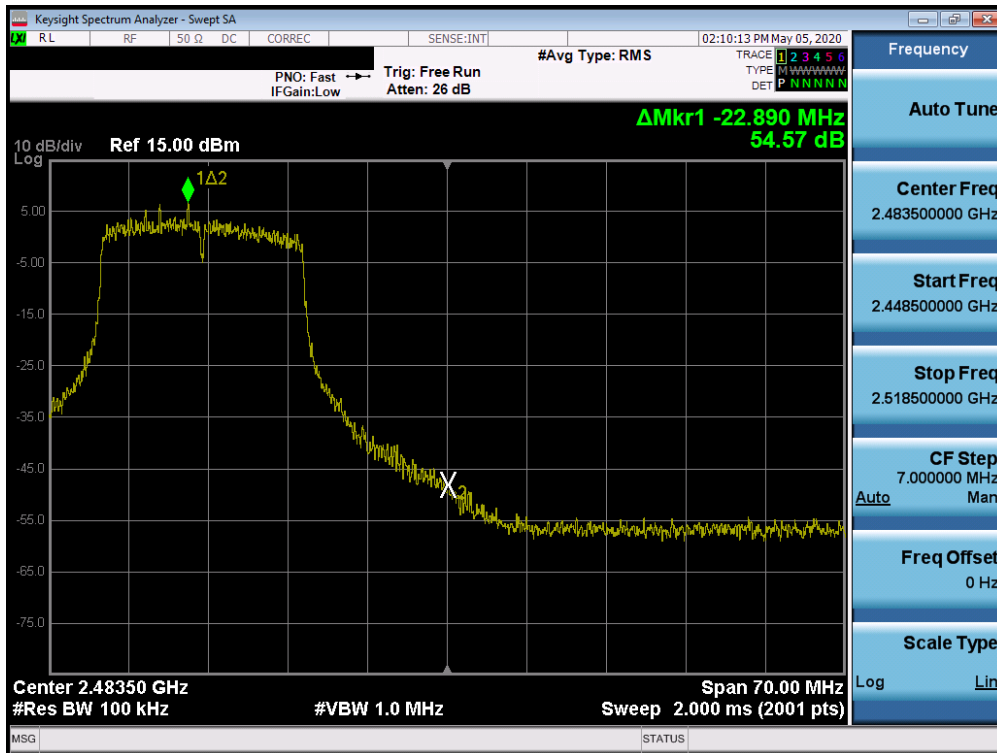 Keysight Spectrum Analyzer - Swept SA
LXI RL RF 50 Ω DC CORREC SENSE:INT 02:10:13 PM May 05, 2020
#Avg Type: RMS TRACE 1 2 3 4 5 6
PNO: Fast Trig: Free Run TYPE M WWWWW
IFGain:Low Atten: 26 dB DET P N N N N N
ΔMkr1 -22.890 MHz
54.57 dB
10 dB/div Ref 15.00 dBm
Log
1Δ2
5.00
-5.00
-15.0
-25.0
-35.0
-45.0
X2
-55.0
-65.0
-75.0
Center 2.48350 GHz Span 70.00 MHz
#Res BW 100 kHz #VBW 1.0 MHz Sweep 2.000 ms (2001 pts)
MSG STATUS
Frequency
Auto Tune
Center Freq
2.483500000 GHz
Start Freq
2.448500000 GHz
Stop Freq
2.518500000 GHz
CF Step
7.000000 MHz
Auto Man
Freq Offset
0 Hz
Scale Type
Log Lin